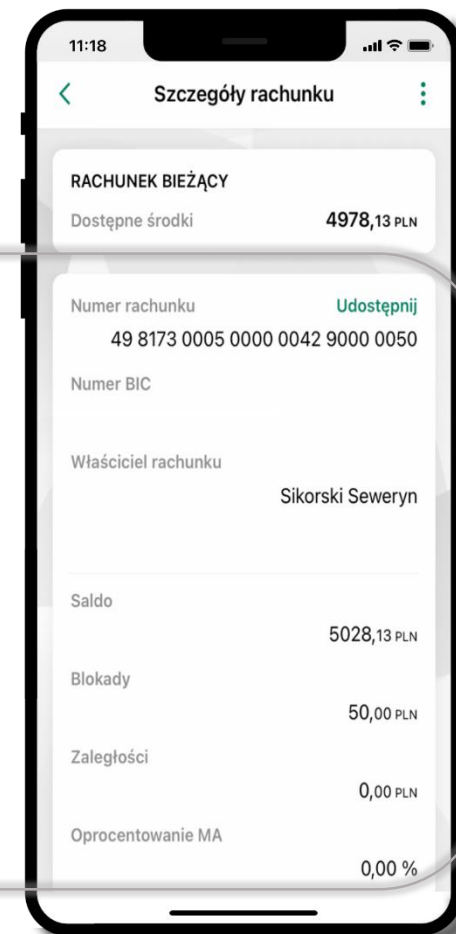 11:18
Szczegóły rachunku
RACHUNEK BIEŻĄCY
Dostępne środki 4978,13 PLN
Numer rachunku Udostępnij
49 8173 0005 0000 0042 9000 0050
Numer BIC
Właściciel rachunku
Sikorski Seweryn
Saldo
5028,13 PLN
Blokady
50,00 PLN
Zaległości
0,00 PLN
Oprocentowanie MA
0,00 %